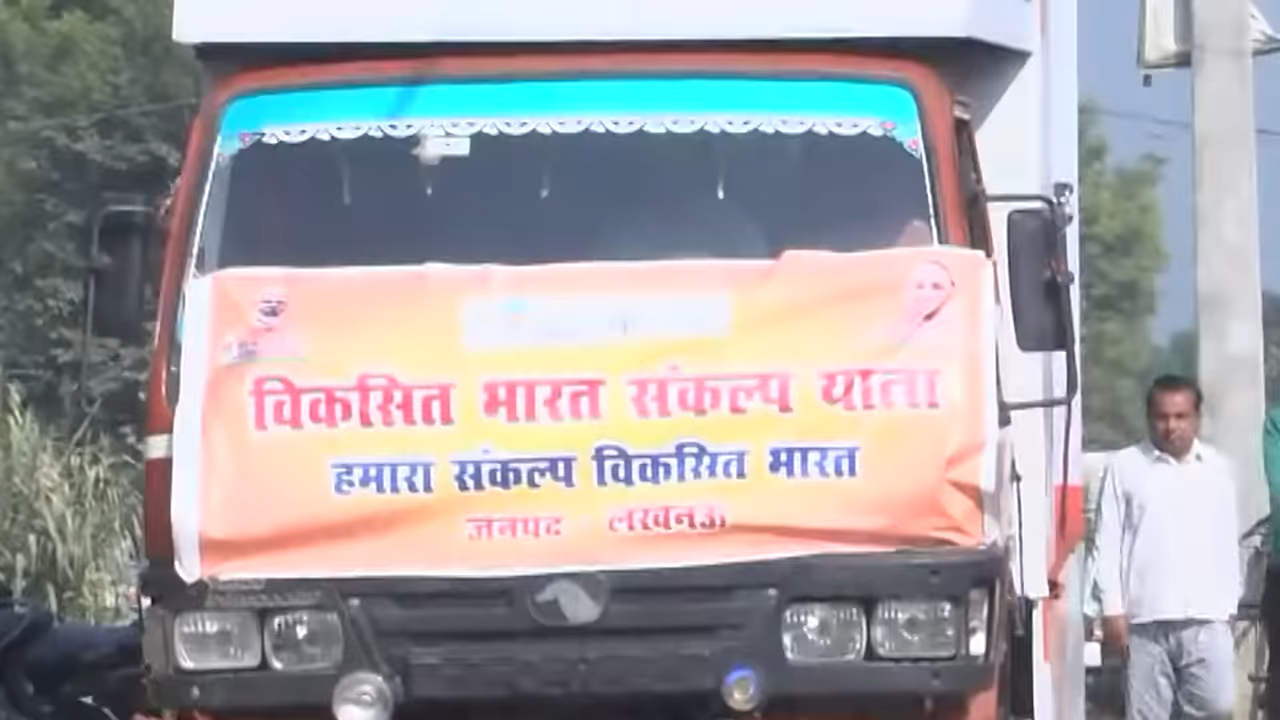 विकसित भारत संकल्प यात्रा
हमारा संकल्प विकसित भारत
जनपद - लखनऊ